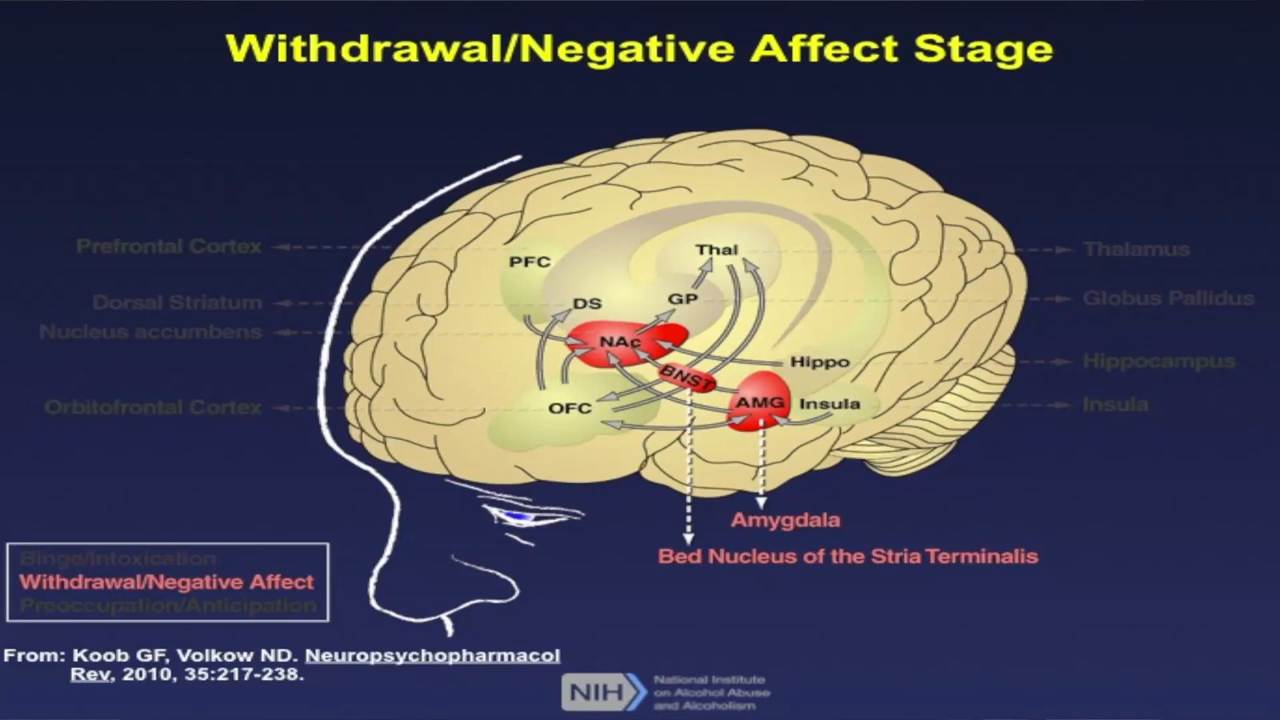 Withdrawal/Negative Affect Stage
Prefrontal Cortex
Dorsal Striatum
Nucleus accumbens
Orbitofrontal Cortex
PFC
DS
NAc
OFC
Thal
GP
BNST
Hippo
AMG
Insula
Thalamus
Globus Pallidus
Hippocampus
Insula
Amygdala
Bed Nucleus of the Stria Terminalis
Binge/Intoxication
Withdrawal/Negative Affect
Preoccupation/Anticipation
From: Koob GF, Volkow ND. Neuropsychopharmacol
Rev, 2010, 35:217-238.
NIH
National Institute
on Alcohol Abuse
and Alcoholism